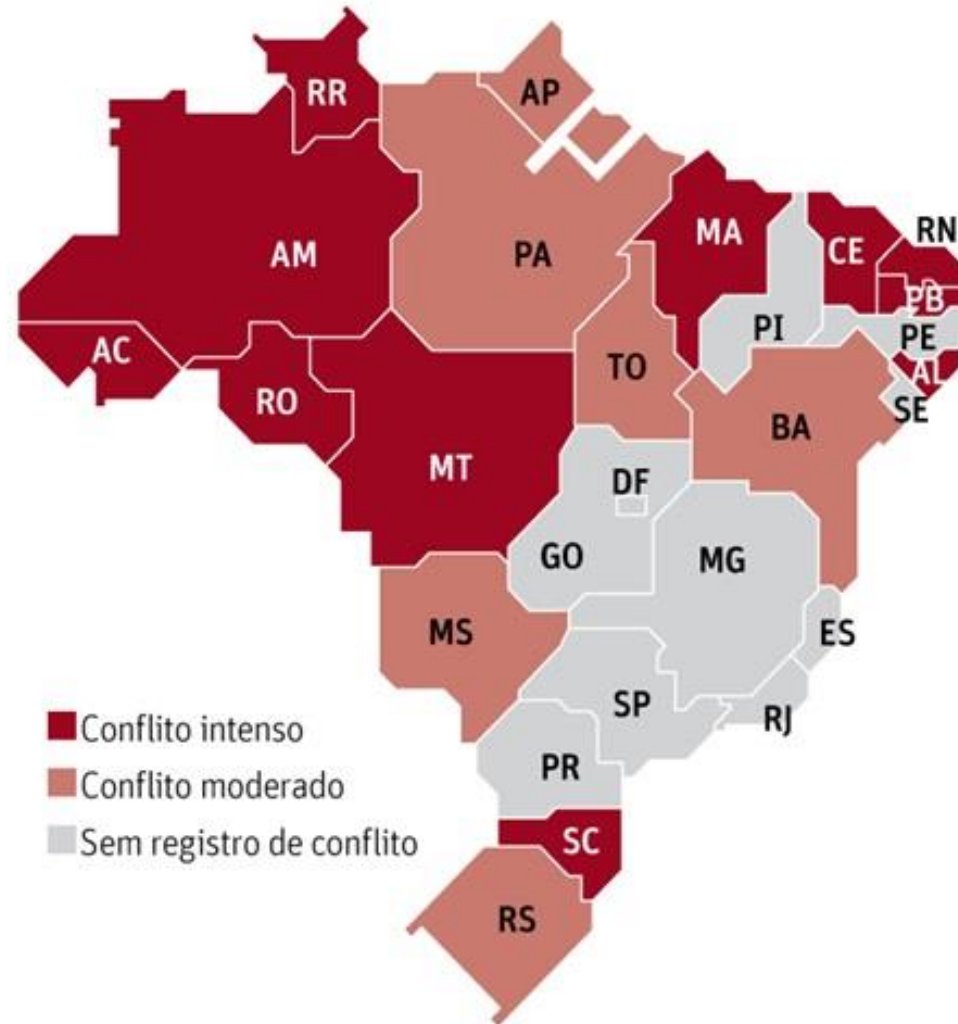 RR
AP
RN
MA
CE
AM
PA
PB
PI
PE
AC
TO
AL
RO
SE
BA
MT
DF
GO
MG
MS
ES
SP
RJ
Conflito intenso
PR
Conflito moderado
Sem registro de conflito
SC
RS